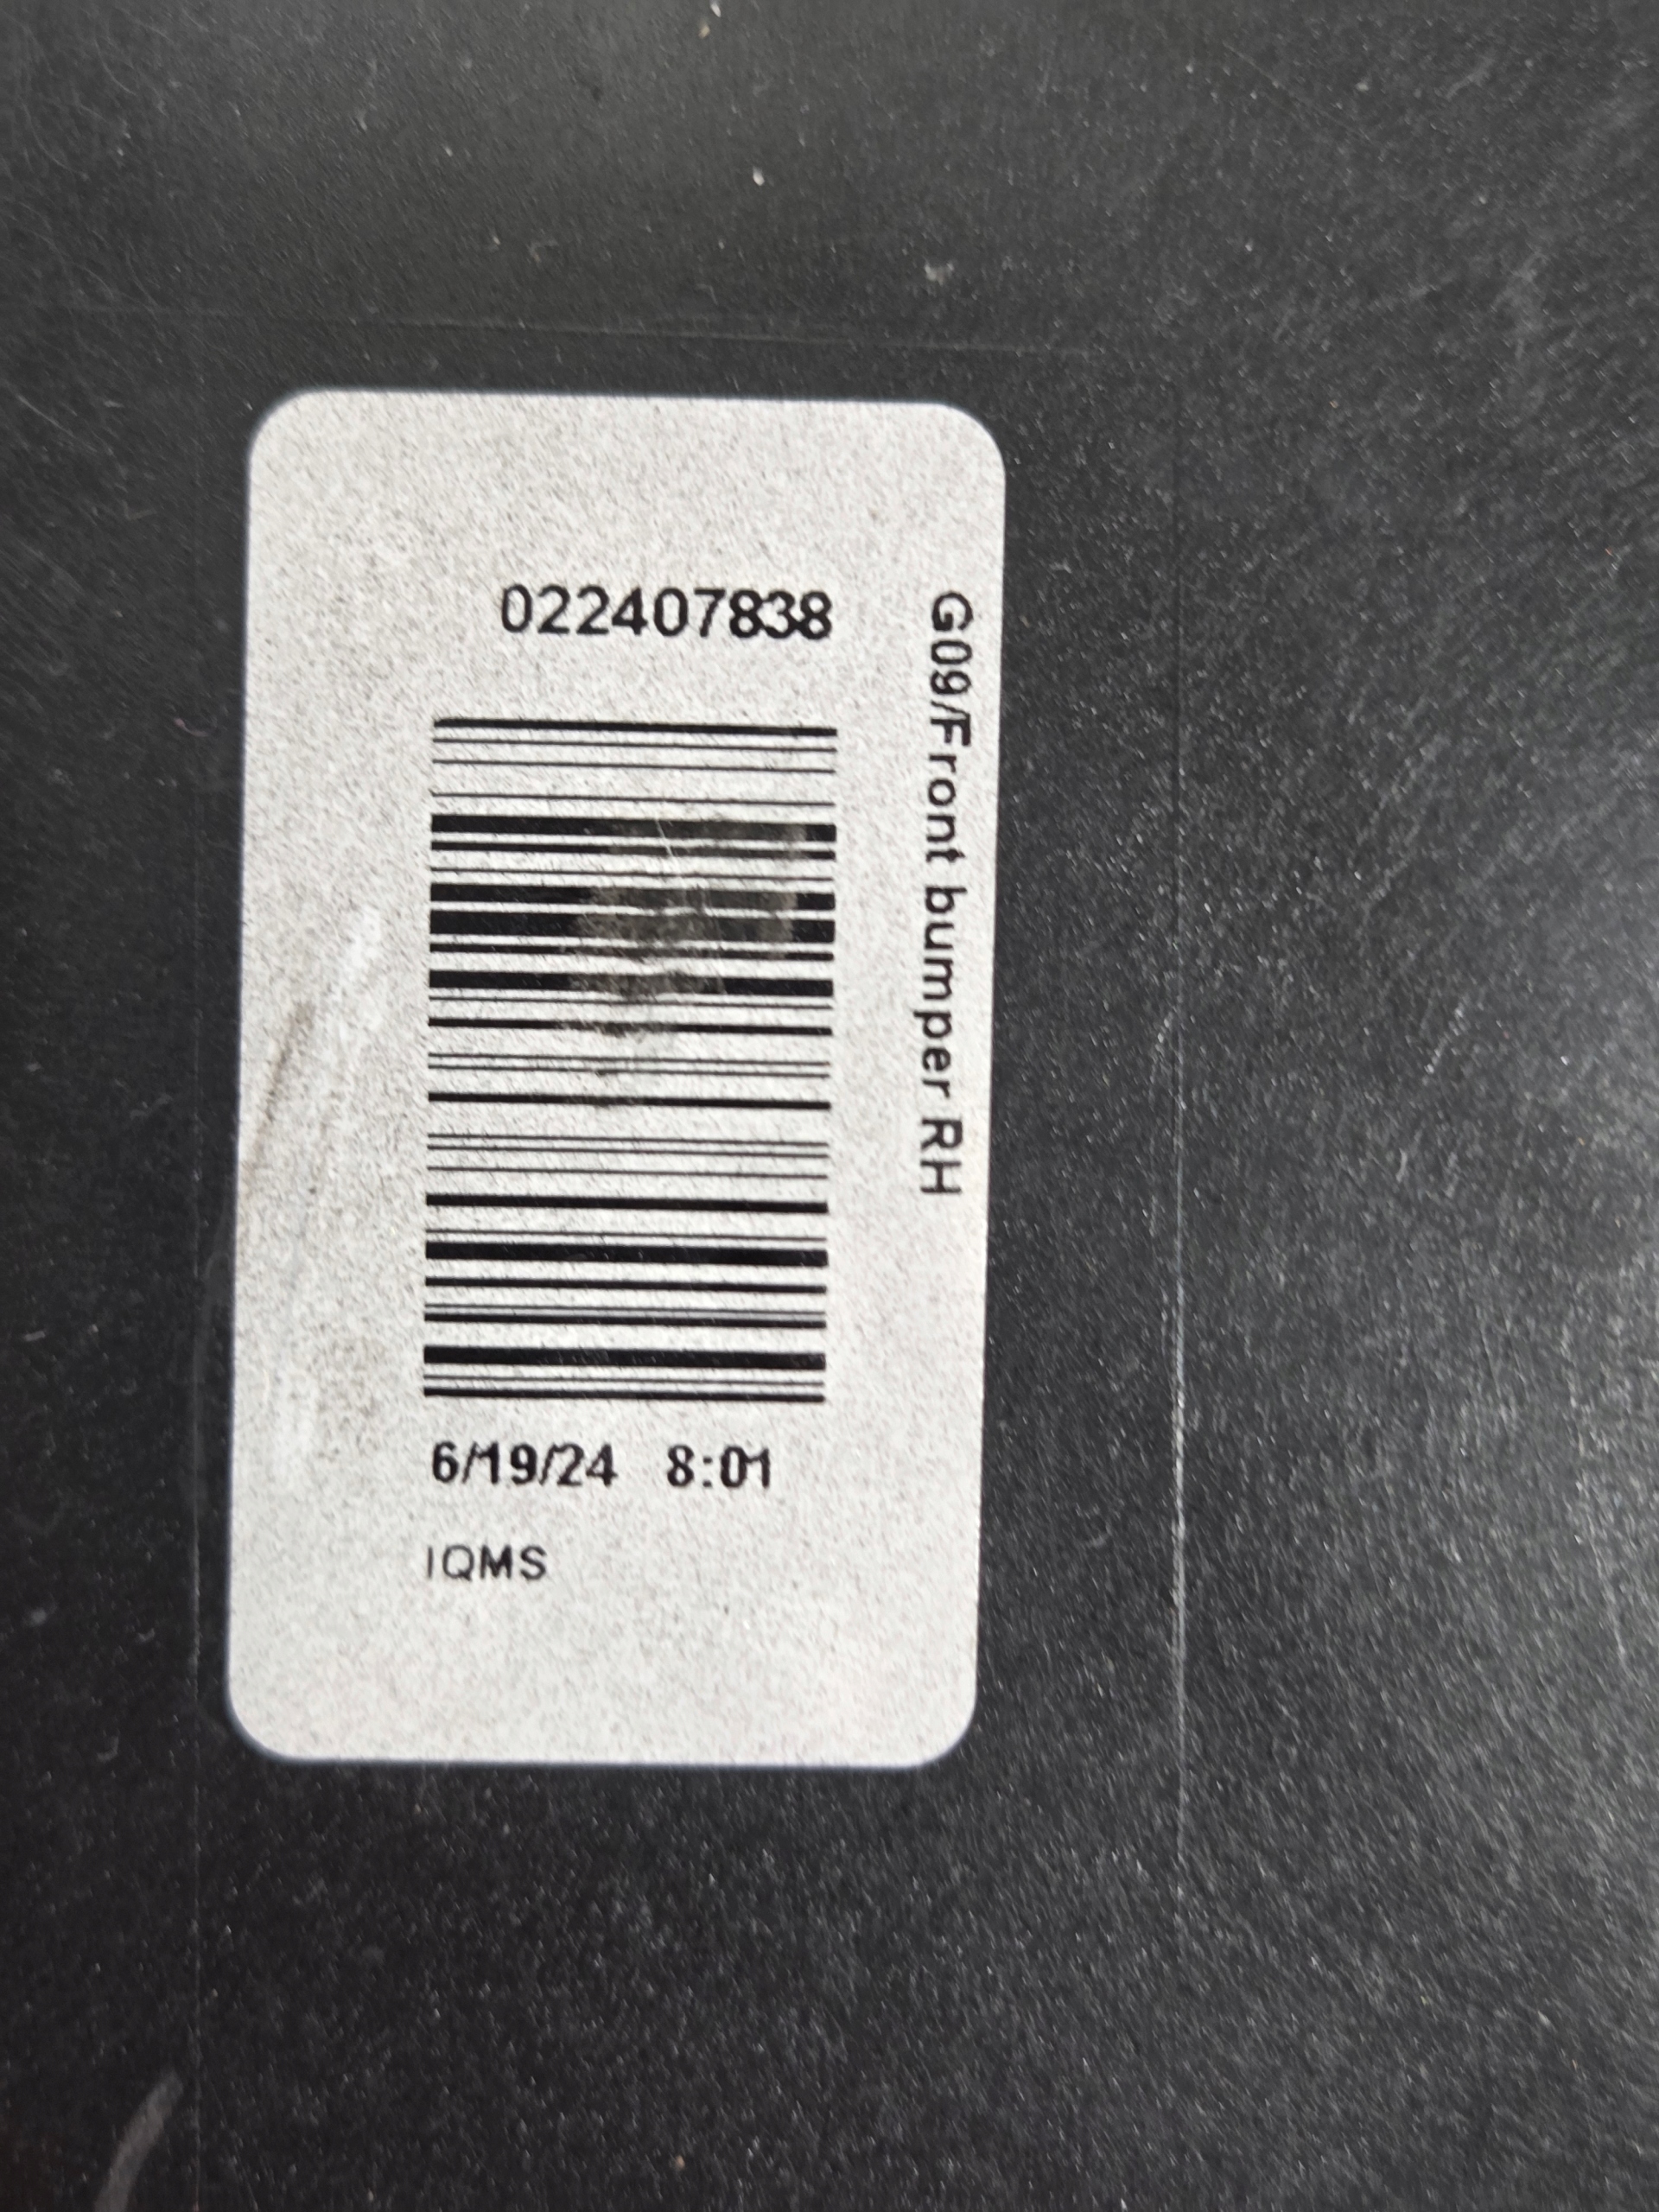 022407838
G09/Front bumper RH
6/19/24 8:01
IQMS